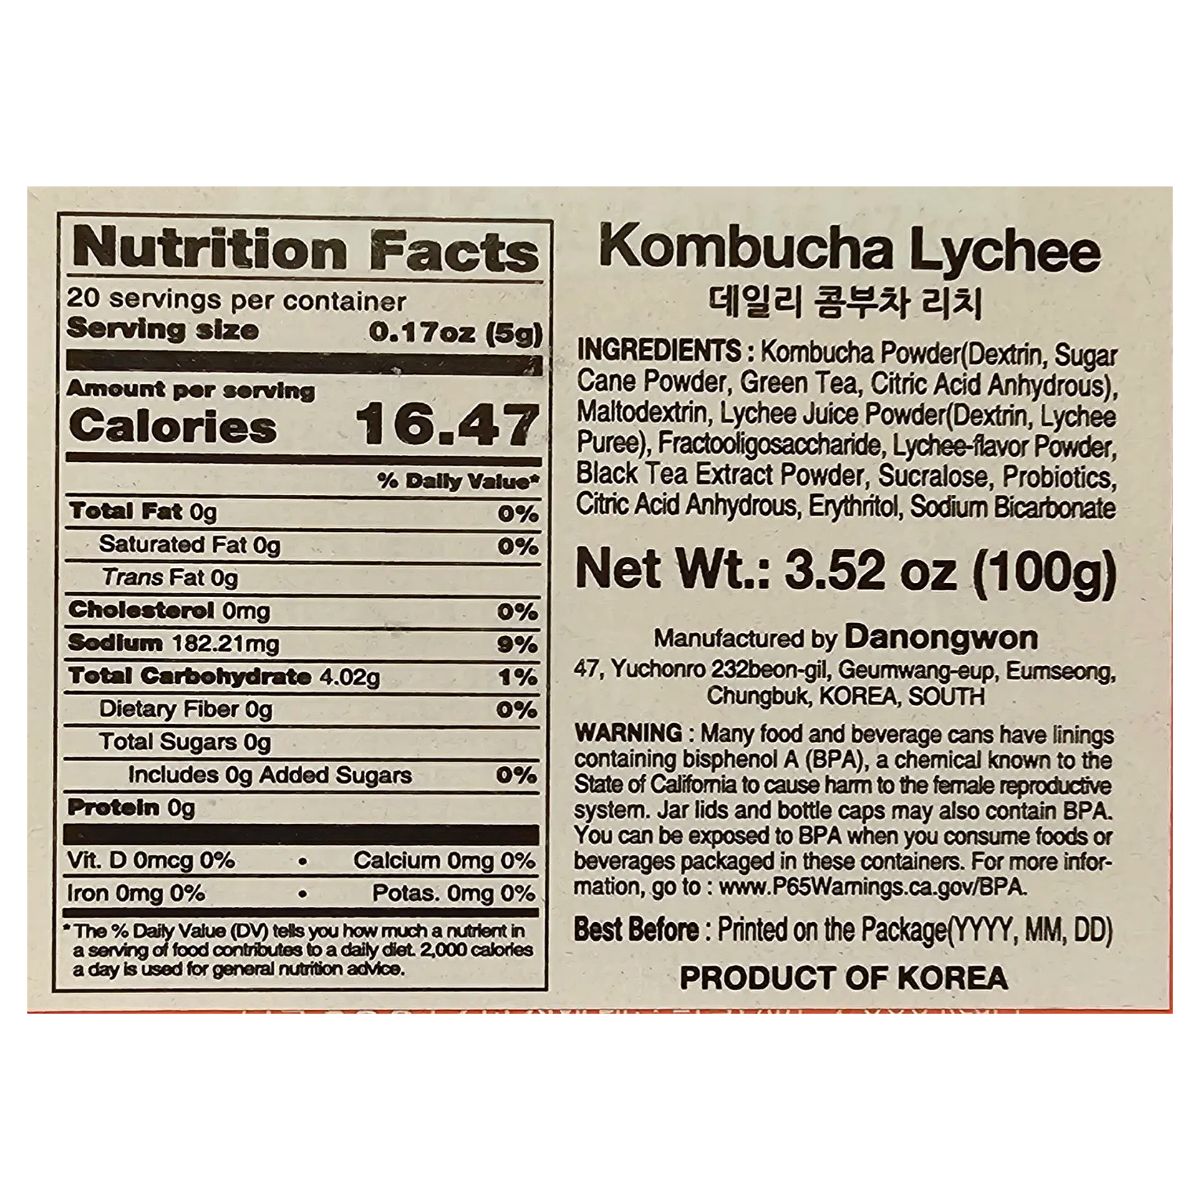 Nutrition Facts
20 servings per container
Serving size 0.17oz (5g)
Amount per serving
Calories 16.47
% Daily Value*
Total Fat 0g 0%
Saturated Fat 0g 0%
Trans Fat 0g
Cholesterol 0mg 0%
Sodium 182.21mg 9%
Total Carbohydrate 4.02g 1%
Dietary Fiber 0g 0%
Total Sugars 0g
Includes 0g Added Sugars 0%
Protein 0g
Vit. D 0mcg 0% • Calcium 0mg 0%
Iron 0mg 0% • Potas. 0mg 0%
* The % Daily Value (DV) tells you how much a nutrient in
a serving of food contributes to a daily diet. 2,000 calories
a day is used for general nutrition advice.
Kombucha Lychee
데일리 콤부차 리치
INGREDIENTS : Kombucha Powder(Dextrin, Sugar
Cane Powder, Green Tea, Citric Acid Anhydrous),
Maltodextrin, Lychee Juice Powder(Dextrin, Lychee
Puree), Fractooligosaccharide, Lychee-flavor Powder,
Black Tea Extract Powder, Sucralose, Probiotics,
Citric Acid Anhydrous, Erythritol, Sodium Bicarbonate
Net Wt.: 3.52 oz (100g)
Manufactured by Danongwon
47, Yuchonro 232beon-gil, Geumwang-eup, Eumseong,
Chungbuk, KOREA, SOUTH
WARNING : Many food and beverage cans have linings
containing bisphenol A (BPA), a chemical known to the
State of California to cause harm to the female reproductive
system. Jar lids and bottle caps may also contain BPA.
You can be exposed to BPA when you consume foods or
beverages packaged in these containers. For more infor-
mation, go to : www.P65Warnings.ca.gov/BPA.
Best Before : Printed on the Package(YYYY, MM, DD)
PRODUCT OF KOREA